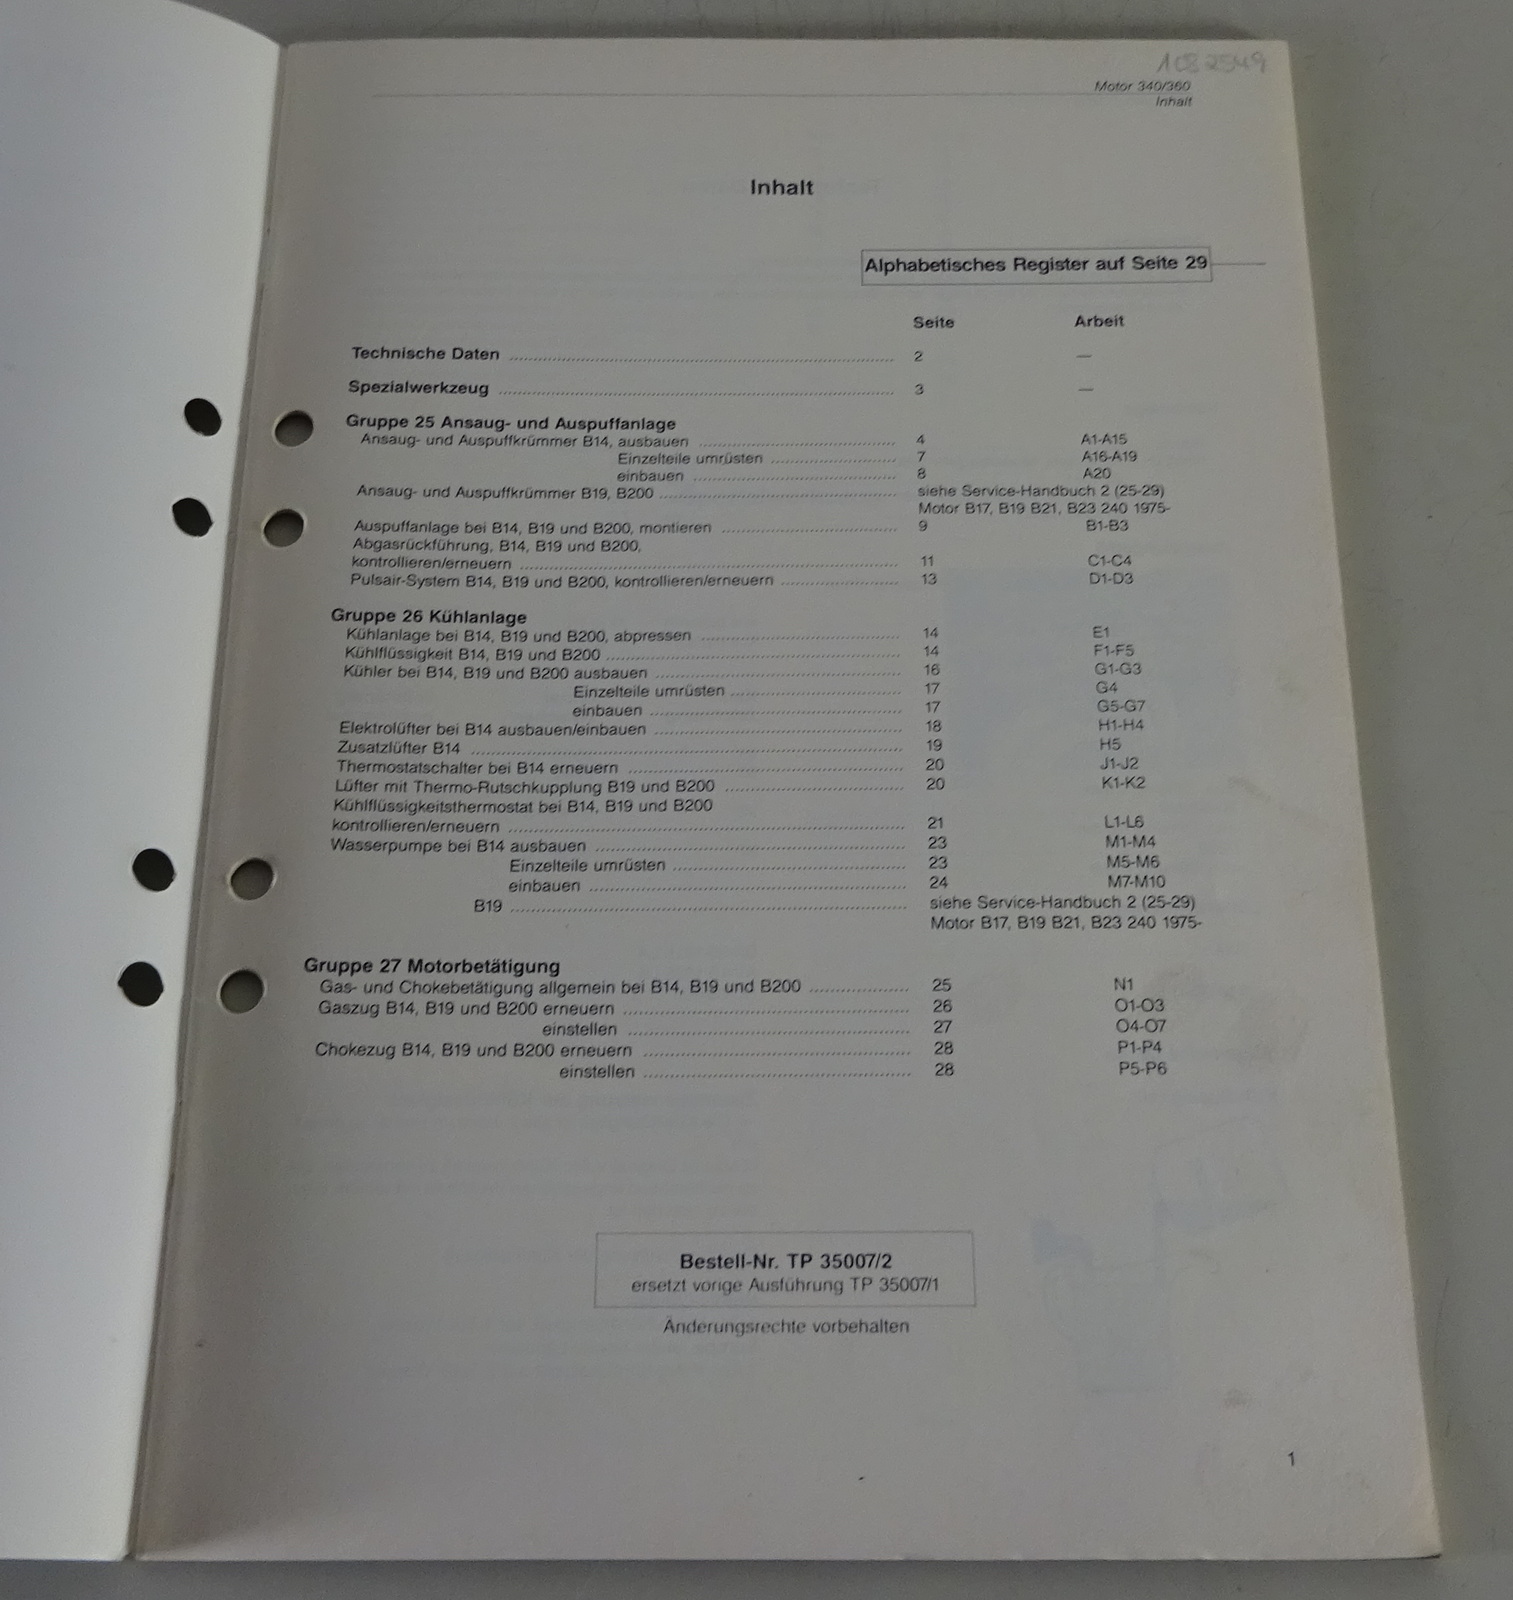 1082549
Motor 340/360
Inhalt
Inhalt
Alphabetisches Register auf Seite 29
Seite Arbeit
Technische Daten ........ 2 —
Spezialwerkzeug ........ 3 —
Gruppe 25 Ansaug- und Auspuffanlage
Ansaug- und Auspuffkrümmer B14, ausbauen ........ 4 A1-A15
Einzelteile umrüsten ........ 7 A16-A19
einbauen ........ 8 A20
Ansaug- und Auspuffkrümmer B19, B200 ........ siehe Service-Handbuch 2 (25-29)
Motor B17, B19 B21, B23 240 1975-
Auspuffanlage bei B14, B19 und B200, montieren ........ 9 B1-B3
Abgasrückführung, B14, B19 und B200,
kontrollieren/erneuern ........ 11 C1-C4
Pulsair-System B14, B19 und B200, kontrollieren/erneuern ........ 13 D1-D3
Gruppe 26 Kühlanlage
Kühlanlage bei B14, B19 und B200, abpressen ........ 14 E1
Kühlflüssigkeit B14, B19 und B200 ........ 14 F1-F5
Kühler bei B14, B19 und B200 ausbauen ........ 16 G1-G3
Einzelteile umrüsten ........ 17 G4
einbauen ........ 17 G5-G7
Elektrolüfter bei B14 ausbauen/einbauen ........ 18 H1-H4
Zusatzlüfter B14 ........ 19 H5
Thermostatschalter bei B14 erneuern ........ 20 J1-J2
Lüfter mit Thermo-Rutschkupplung B19 und B200 ........ 20 K1-K2
Kühlflüssigkeitsthermostat bei B14, B19 und B200
kontrollieren/erneuern ........ 21 L1-L6
Wasserpumpe bei B14 ausbauen ........ 23 M1-M4
Einzelteile umrüsten ........ 23 M5-M6
einbauen ........ 24 M7-M10
B19 ........ siehe Service-Handbuch 2 (25-29)
Motor B17, B19 B21, B23 240 1975-
Gruppe 27 Motorbetätigung
Gas- und Chokebetätigung allgemein bei B14, B19 und B200 ........ 25 N1
Gaszug B14, B19 und B200 erneuern ........ 26 O1-O3
einstellen ........ 27 O4-O7
Chokezug B14, B19 und B200 erneuern ........ 28 P1-P4
einstellen ........ 28 P5-P6
Bestell-Nr. TP 35007/2
ersetzt vorige Ausführung TP 35007/1
Änderungsrechte vorbehalten
1